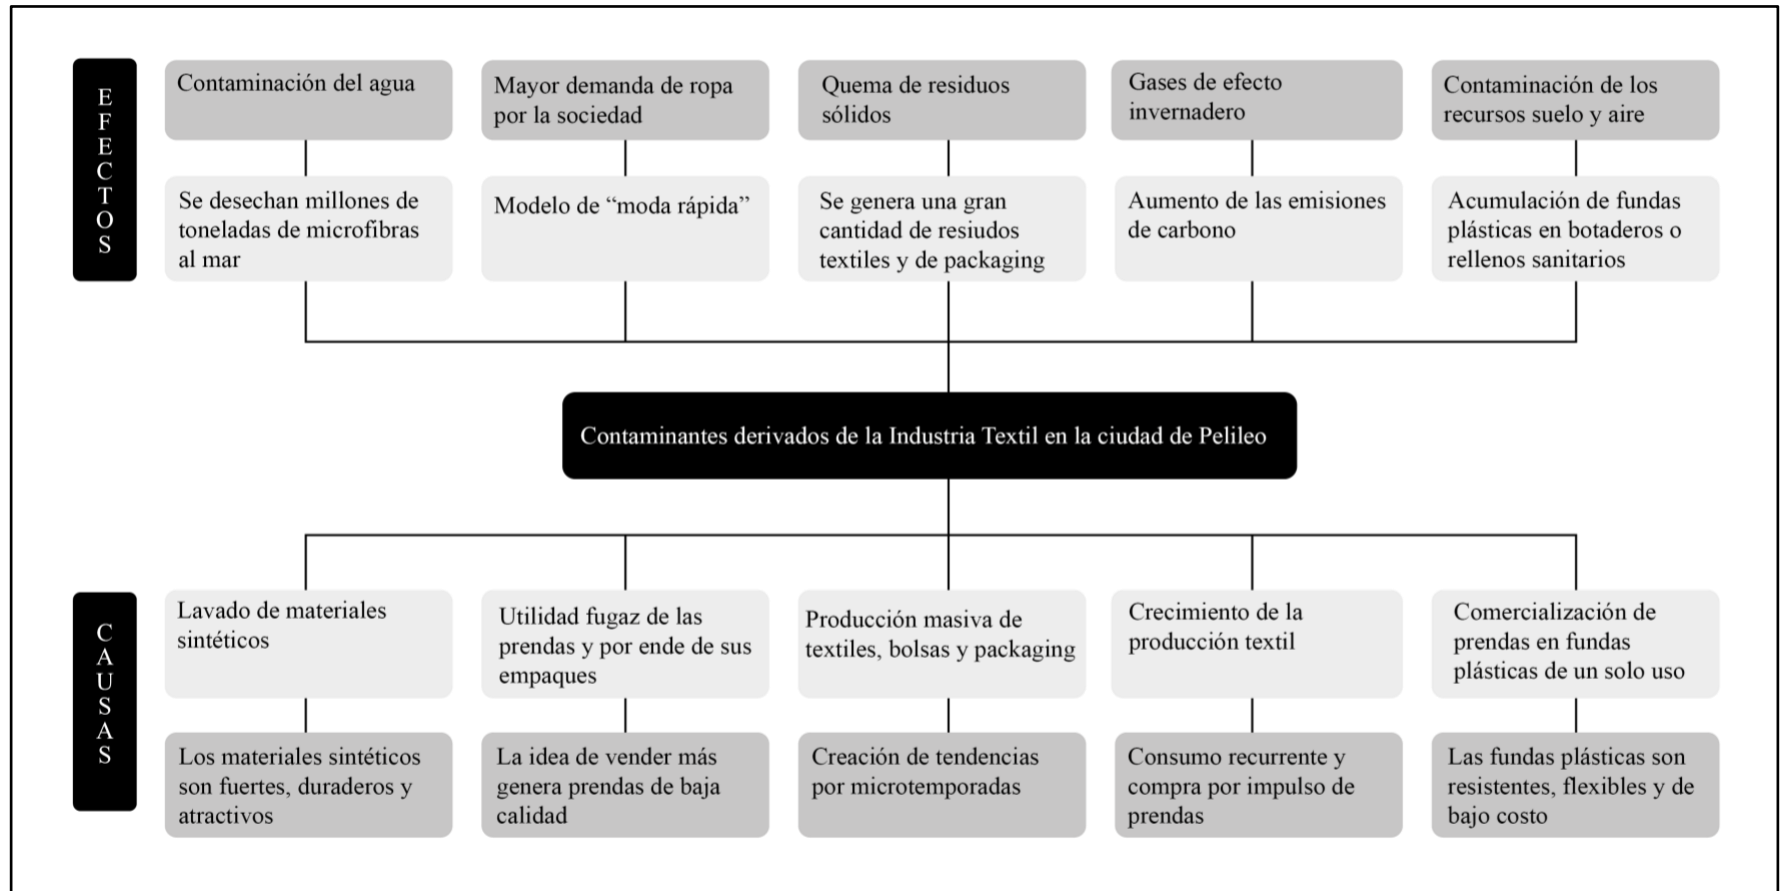 EFECTOS
Contaminación del agua
Mayor demanda de ropa
por la sociedad
Quema de residuos
sólidos
Gases de efecto
invernadero
Contaminación de los
recursos suelo y aire
Se desechan millones de
toneladas de microfibras
al mar
Modelo de “moda rápida”
Se genera una gran
cantidad de resiudos
textiles y de packaging
Aumento de las emisiones
de carbono
Acumulación de fundas
plásticas en botaderos o
rellenos sanitarios
Contaminantes derivados de la Industria Textil en la ciudad de Pelileo
CAUSAS
Lavado de materiales
sintéticos
Utilidad fugaz de las
prendas y por ende de sus
empaques
Producción masiva de
textiles, bolsas y packaging
Crecimiento de la
producción textil
Comercialización de
prendas en fundas
plásticas de un solo uso
Los materiales sintéticos
son fuertes, duraderos y
atractivos
La idea de vender más
genera prendas de baja
calidad
Creación de tendencias
por microtemporadas
Consumo recurrente y
compra por impulso de
prendas
Las fundas plásticas son
resistentes, flexibles y de
bajo costo